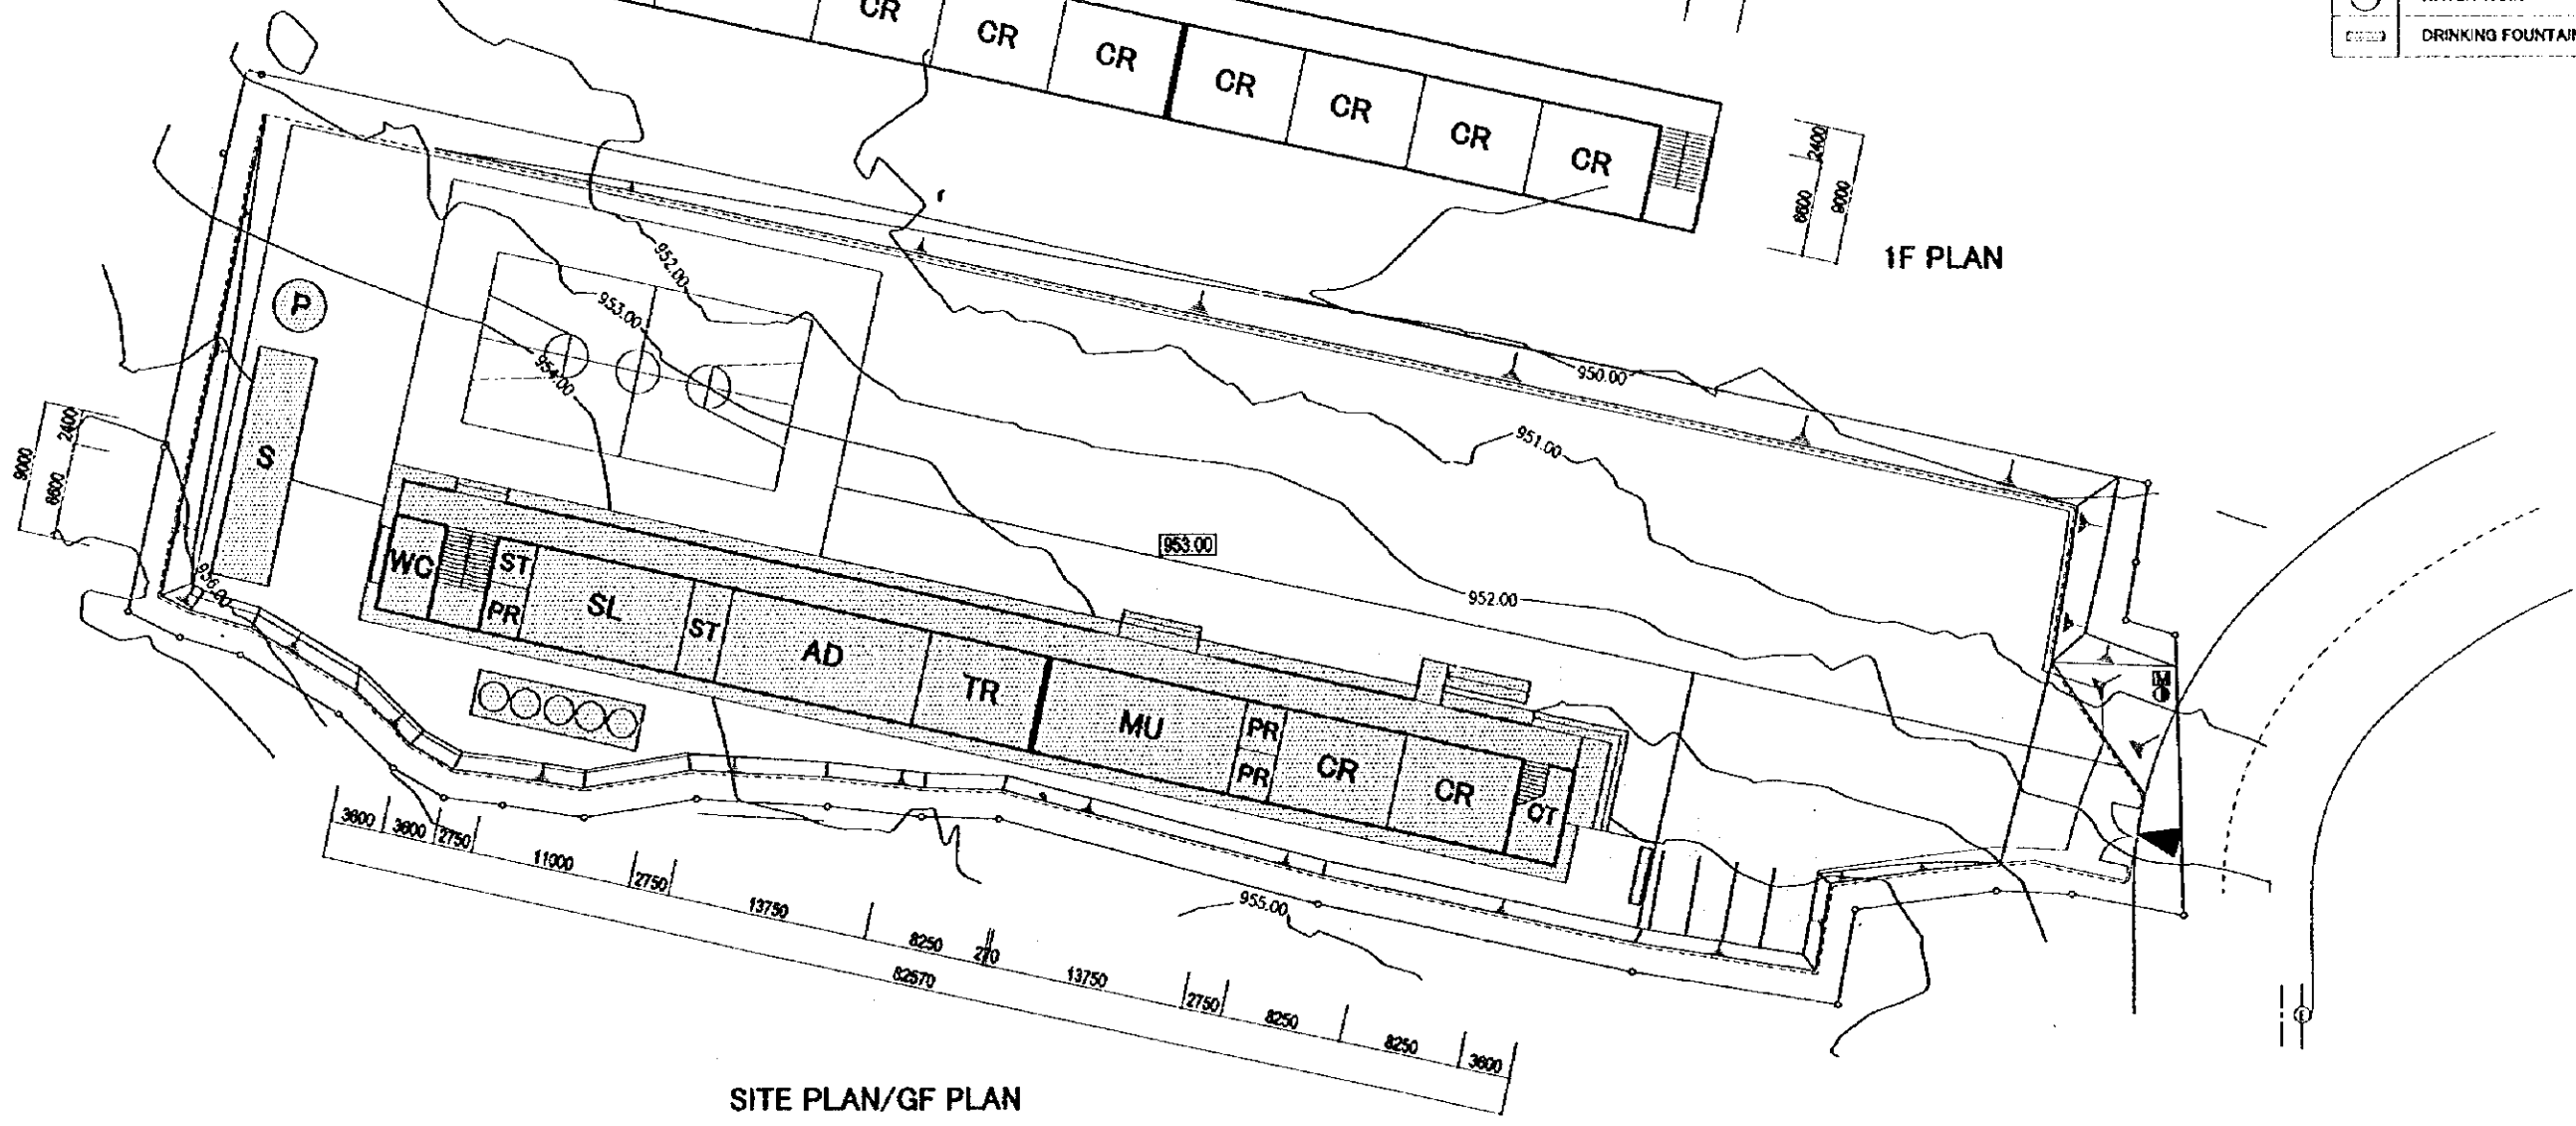 DRINKING FOUNTAIN
CR
CR
CR
CR
CR
CR
CR
2400
6600
9000
1F PLAN
P
952.00
953.00
954.00
950.00
951.00
S
2400
6600
9000
953.00
952.00
956.00
WC
ST
PR
SL
ST
AD
TR
MU
PR
PR
CR
CR
CT
M
955.00
3600
3600
2750
11000
2750
13750
8250
270
13750
2750
8250
8250
3600
82570
SITE PLAN/GF PLAN